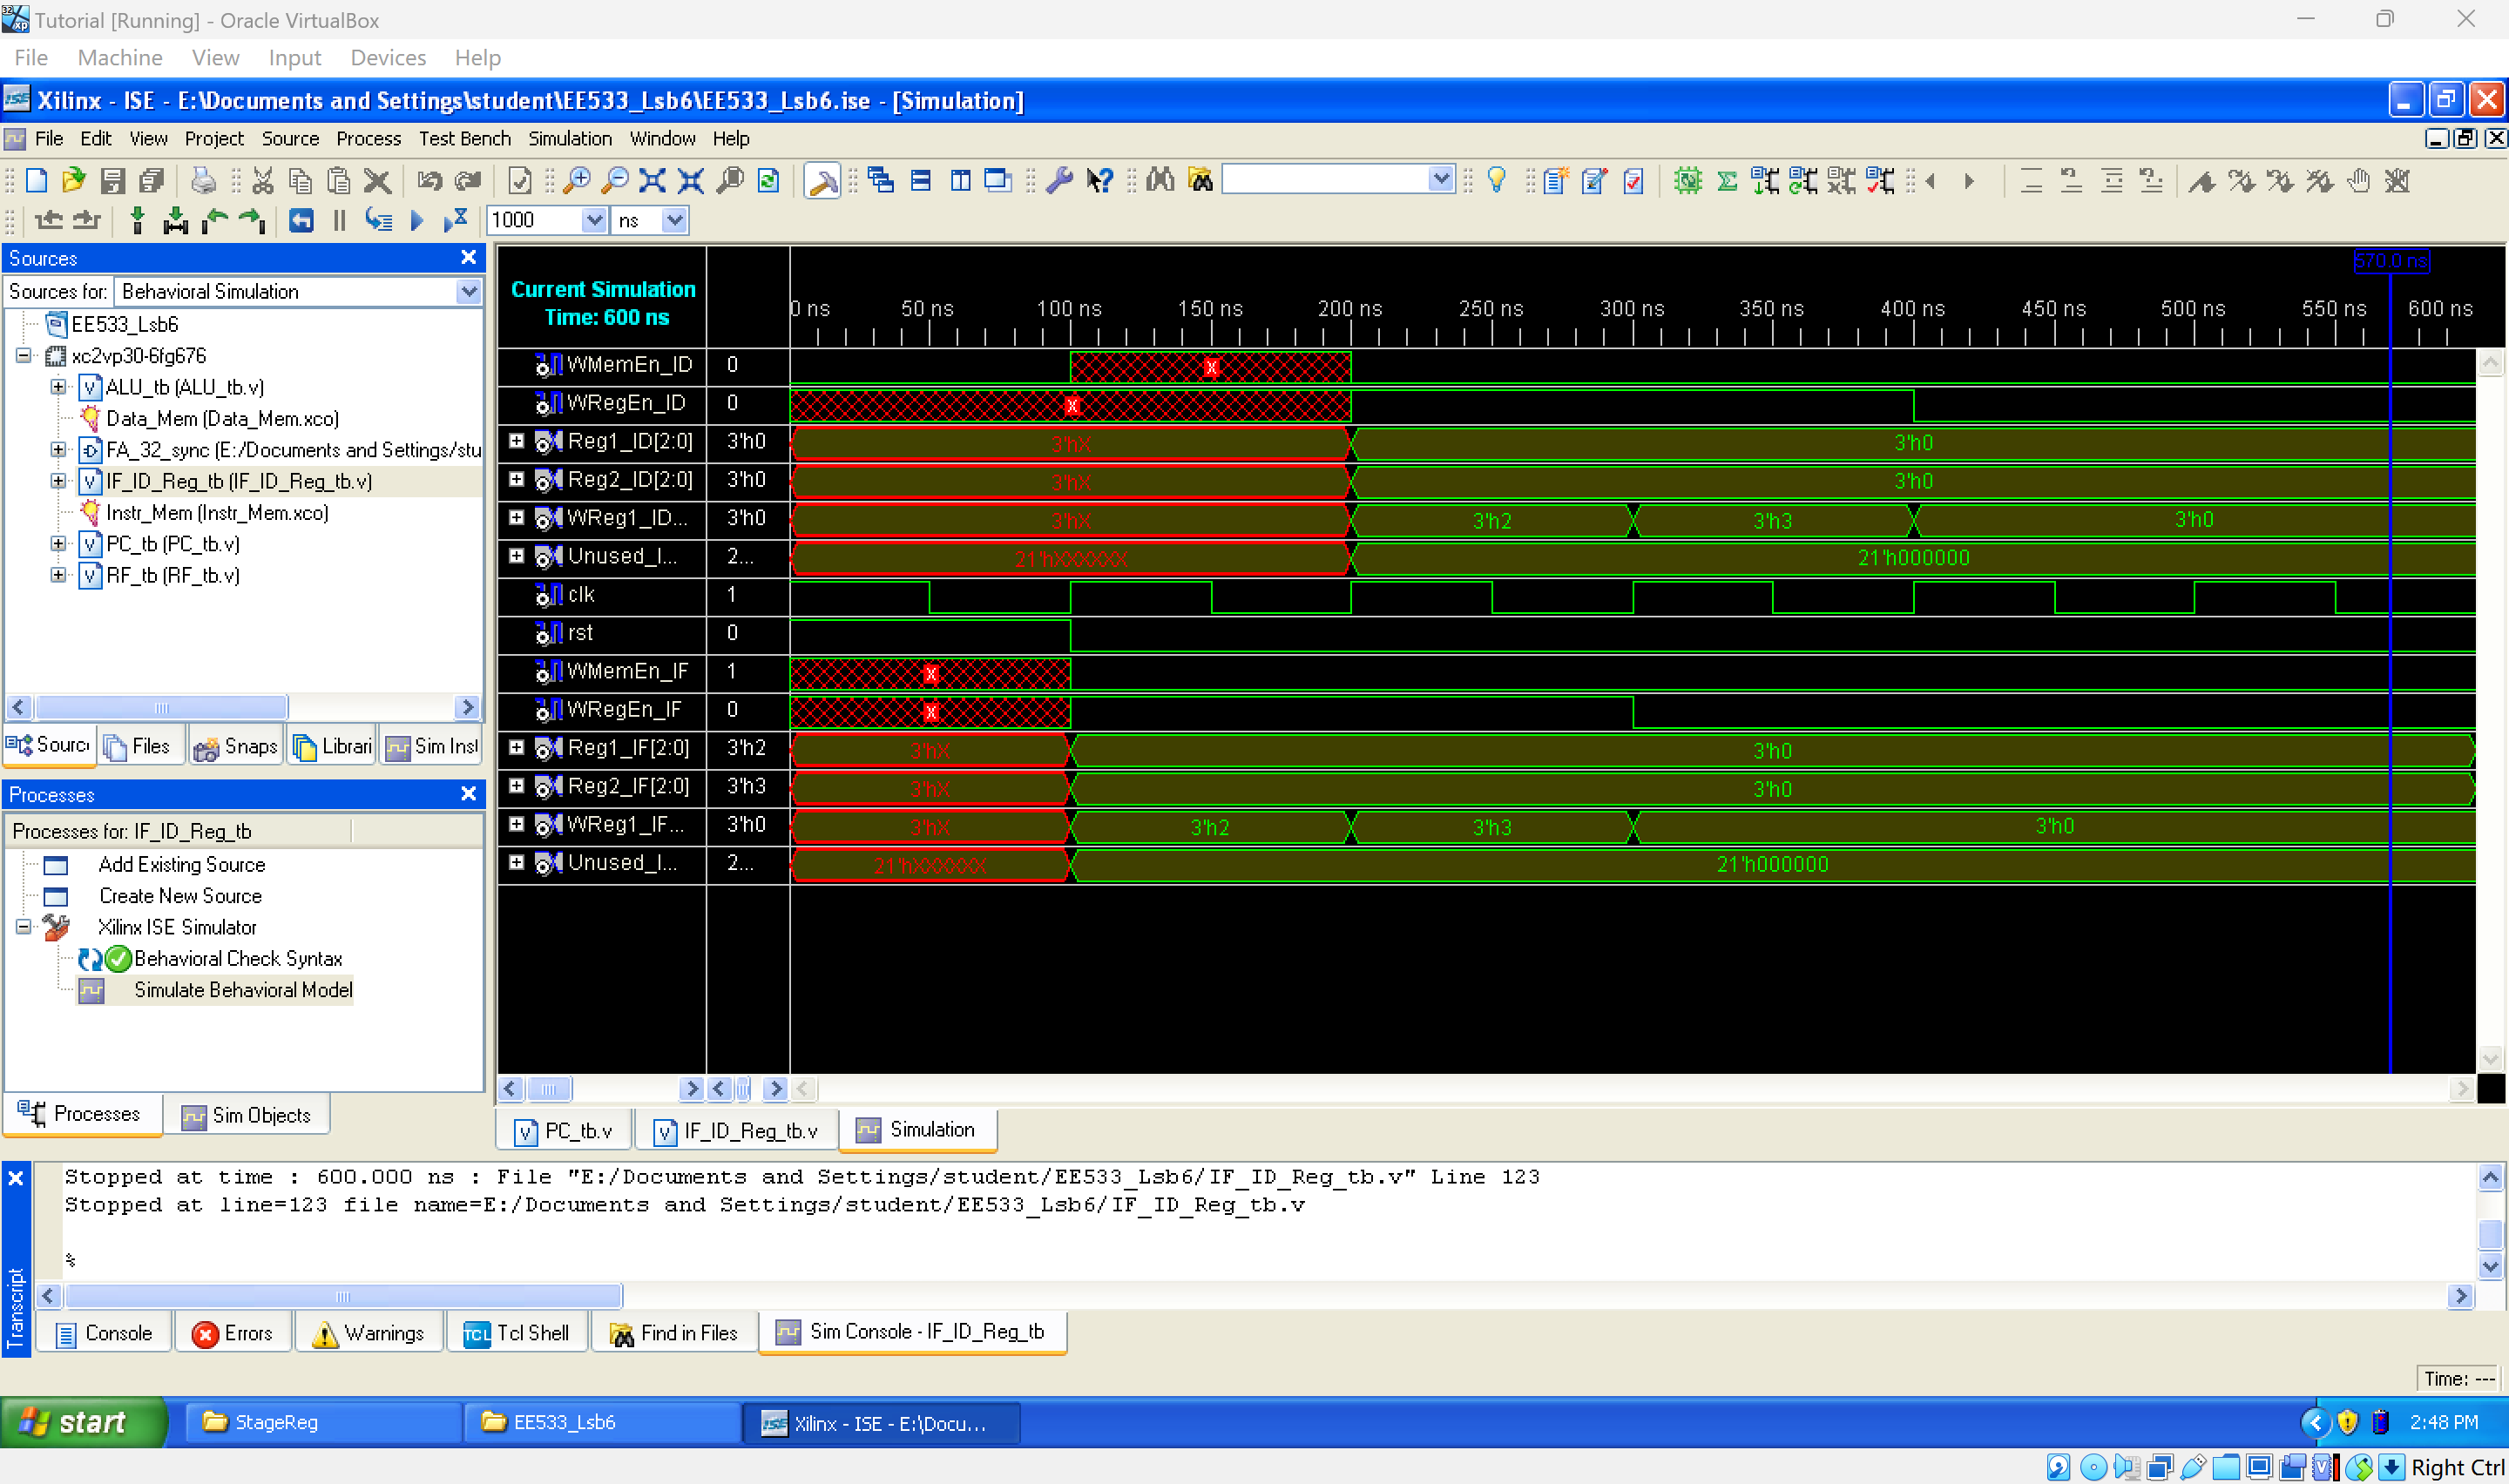 Tutorial [Running] - Oracle VirtualBox
File Machine View Input Devices Help
Xilinx - ISE - E:\Documents and Settings\student\EE533_Lsb6\EE533_Lsb6.ise - [Simulation]
File Edit View Project Source Process Test Bench Simulation Window Help
1000 ns
Sources
Sources for: Behavioral Simulation
EE533_Lsb6
xc2vp30-6fg676
ALU_tb (ALU_tb.v)
Data_Mem (Data_Mem.xco)
FA_32_sync (E:/Documents and Settings/stu
IF_ID_Reg_tb (IF_ID_Reg_tb.v)
Instr_Mem (Instr_Mem.xco)
PC_tb (PC_tb.v)
RF_tb (RF_tb.v)
Sourc Files Snaps Librari Sim Inst
Processes
Processes for: IF_ID_Reg_tb
Add Existing Source
Create New Source
Xilinx ISE Simulator
Behavioral Check Syntax
Simulate Behavioral Model
Processes Sim Objects
570.0 ns
Current Simulation
Time: 600 ns
0 ns 50 ns 100 ns 150 ns 200 ns 250 ns 300 ns 350 ns 400 ns 450 ns 500 ns 550 ns 600 ns
WMemEn_ID 0 X
WRegEn_ID 0 X
Reg1_ID[2:0] 3'h0 3'hX 3'h0
Reg2_ID[2:0] 3'h0 3'hX 3'h0
WReg1_ID... 3'h0 3'hX 3'h2 3'h3 3'h0
Unused_I... 2... 21'hXXXXXX 21'h000000
clk 1
rst 0
WMemEn_IF 1 X
WRegEn_IF 0 X
Reg1_IF[2:0] 3'h2 3'hX 3'h0
Reg2_IF[2:0] 3'h3 3'hX 3'h0
WReg1_IF... 3'h0 3'hX 3'h2 3'h3 3'h0
Unused_I... 2... 21'hXXXXXX 21'h000000
PC_tb.v IF_ID_Reg_tb.v Simulation
Transcript
Stopped at time : 600.000 ns : File "E:/Documents and Settings/student/EE533_Lsb6/IF_ID_Reg_tb.v" Line 123
Stopped at line=123 file name=E:/Documents and Settings/student/EE533_Lsb6/IF_ID_Reg_tb.v
%
Console Errors Warnings Tcl Shell Find in Files Sim Console - IF_ID_Reg_tb
Time: ---
start StageReg EE533_Lsb6 Xilinx - ISE - E:\Docu... 2:48 PM
Right Ctrl